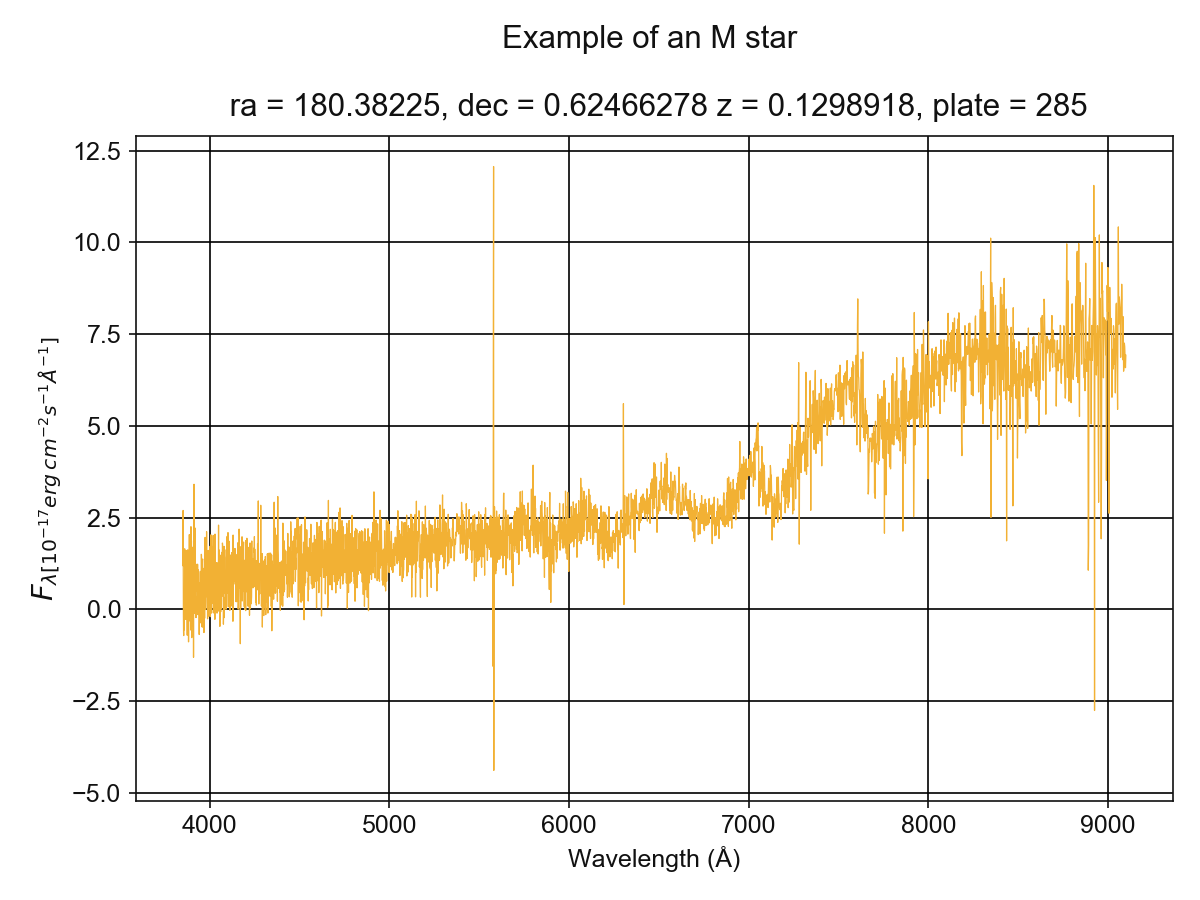 Example of an M star
ra = 180.38225, dec = 0.62466278 z = 0.1298918, plate = 285
12.5
10.0
7.5
5.0
2.5
0.0
−2.5
−5.0
F_{λ[10^{−17}erg cm^{−2}s^{−1}Å^{−1}]}
4000 5000 6000 7000 8000 9000
Wavelength (Å)